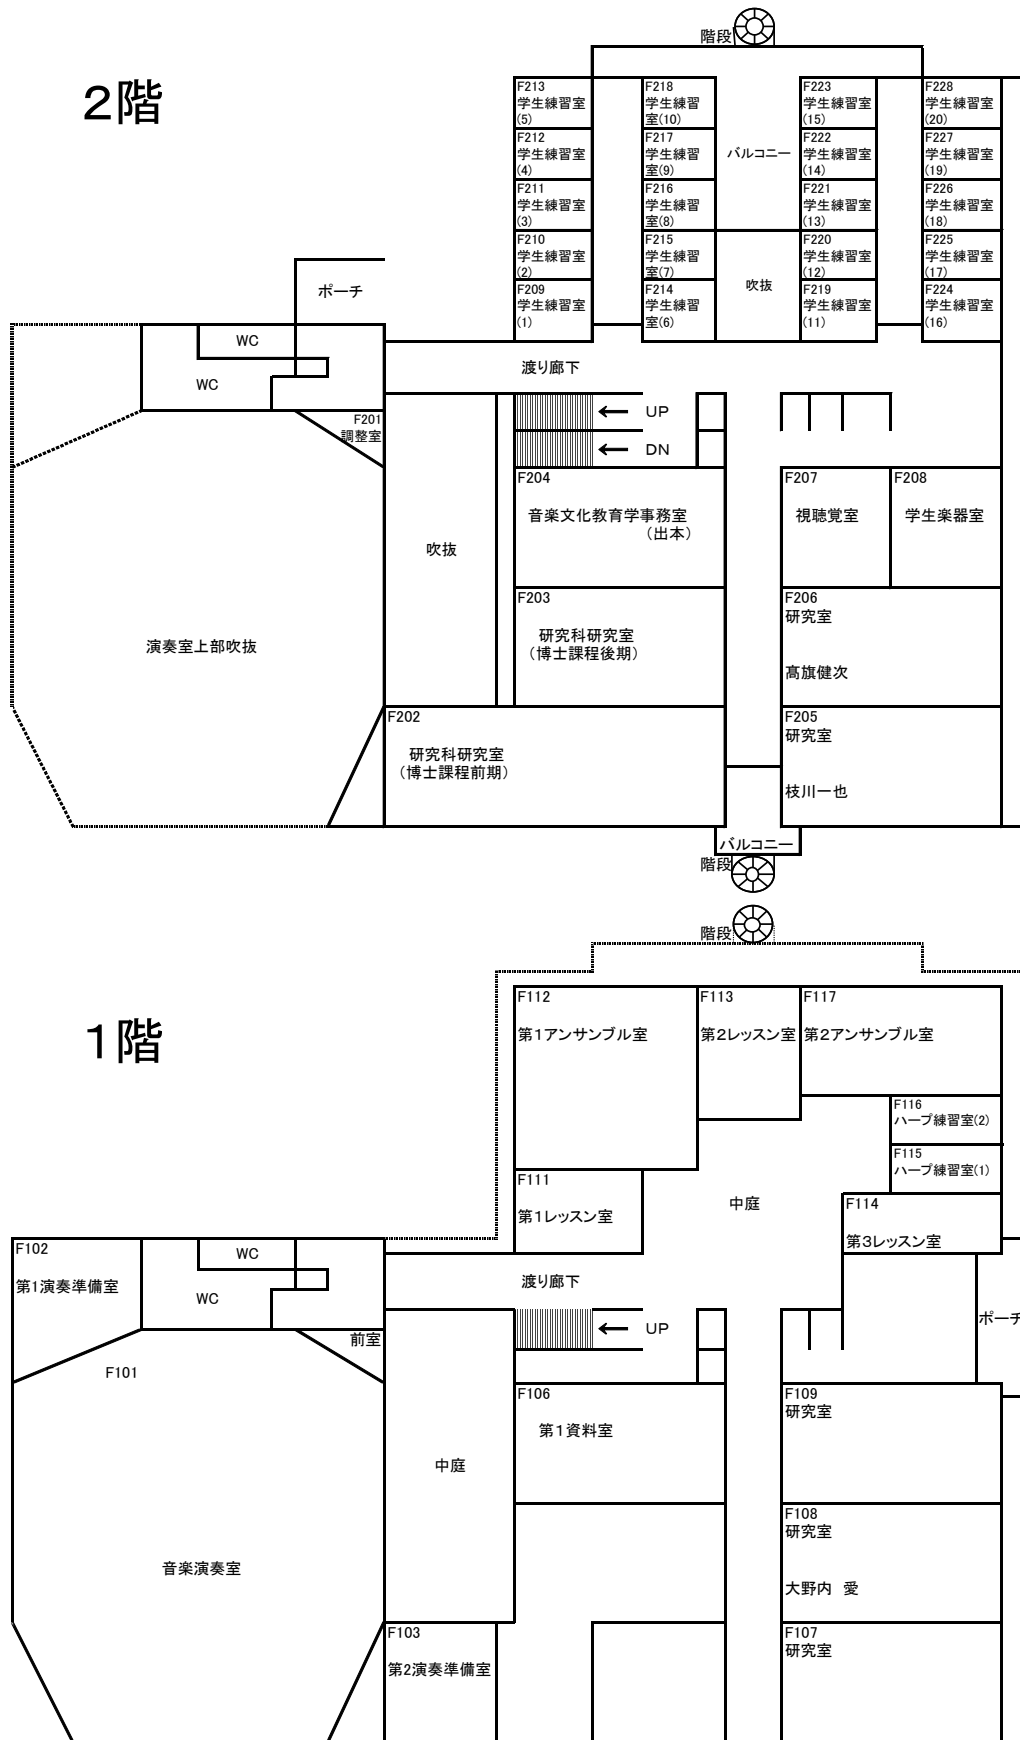 階段
2階
F213
学生練習室
(5)
F218
学生練習
室(10)
F223
学生練習室
(15)
F228
学生練習室
(20)
F212
学生練習室
(4)
F217
学生練習
室(9)
バルコニー
F222
学生練習室
(14)
F227
学生練習室
(19)
F211
学生練習室
(3)
F216
学生練習
室(8)
F221
学生練習室
(13)
F226
学生練習室
(18)
F210
学生練習室
(2)
F215
学生練習
室(7)
F220
学生練習室
(12)
F225
学生練習室
(17)
ポーチ
F209
学生練習室
(1)
F214
学生練習
室(6)
吹抜
F219
学生練習室
(11)
F224
学生練習室
(16)
WC
WC
渡り廊下
F201
調整室
UP
DN
F204
音楽文化教育学事務室
(出本)
F207
視聴覚室
F208
学生楽器室
吹抜
F203
研究科研究室
(博士課程後期)
F206
研究室
髙旗健次
演奏室上部吹抜
F202
研究科研究室
(博士課程前期)
F205
研究室
枝川一也
バルコニー
階段
階段
1階
F112
第1アンサンブル室
F113
第2レッスン室
F117
第2アンサンブル室
F116
ハープ練習室(2)
F115
ハープ練習室(1)
F111
第1レッスン室
中庭
F114
第3レッスン室
F102
第1演奏準備室
WC
WC
渡り廊下
前室
UP
ポーチ
F101
F106
第1資料室
F109
研究室
中庭
F108
研究室
大野内 愛
音楽演奏室
F103
第2演奏準備室
F107
研究室